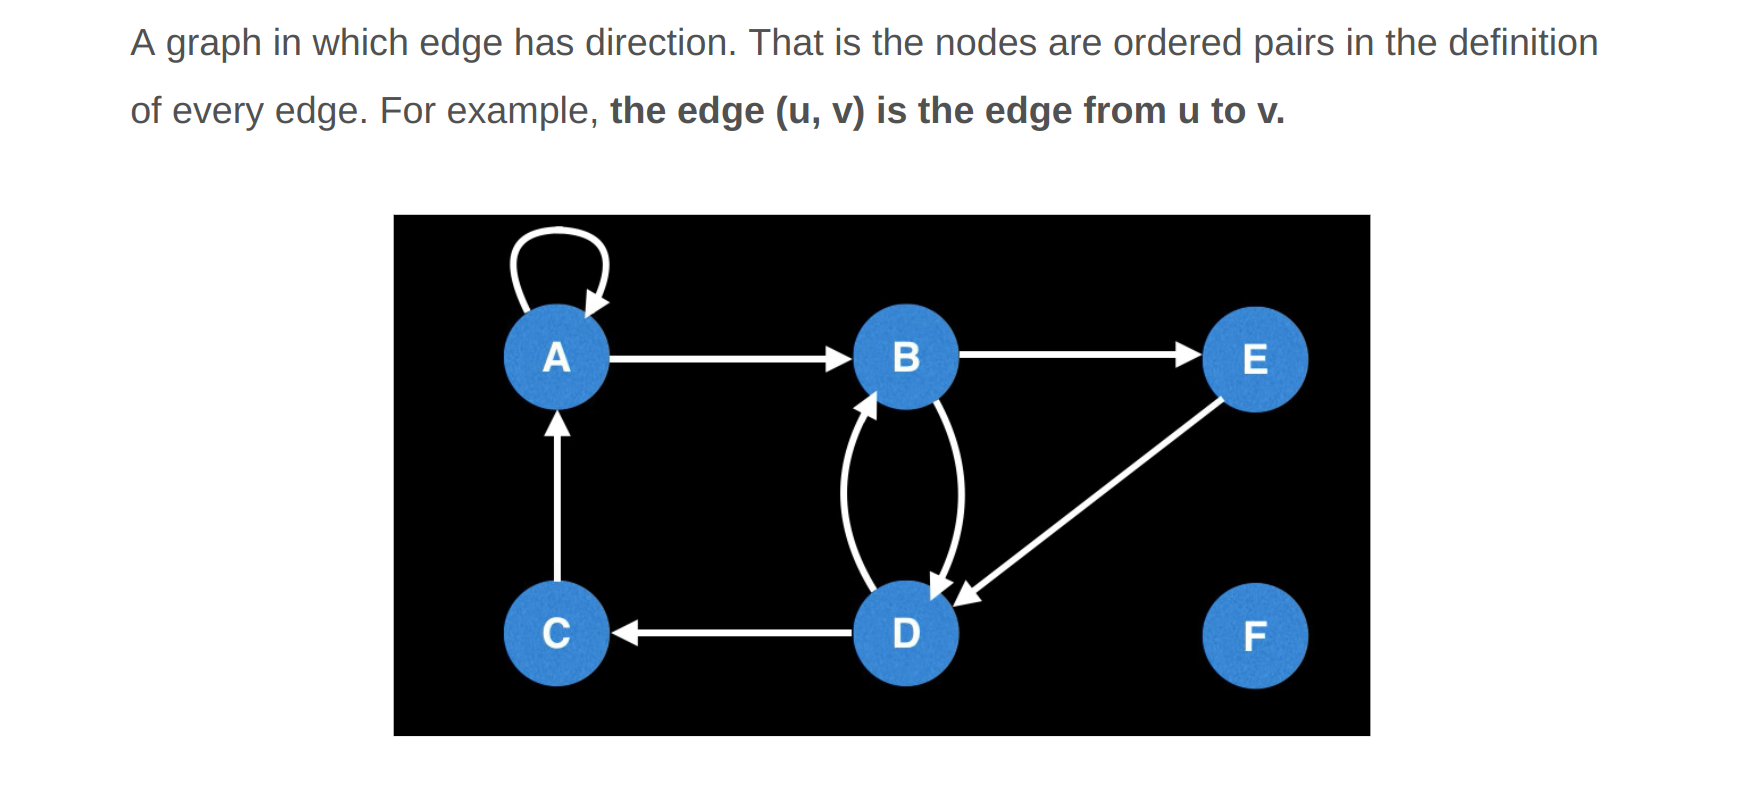 A graph in which edge has direction. That is the nodes are ordered pairs in the definition
of every edge. For example, the edge (u, v) is the edge from u to v.
A
B
E
C
D
F